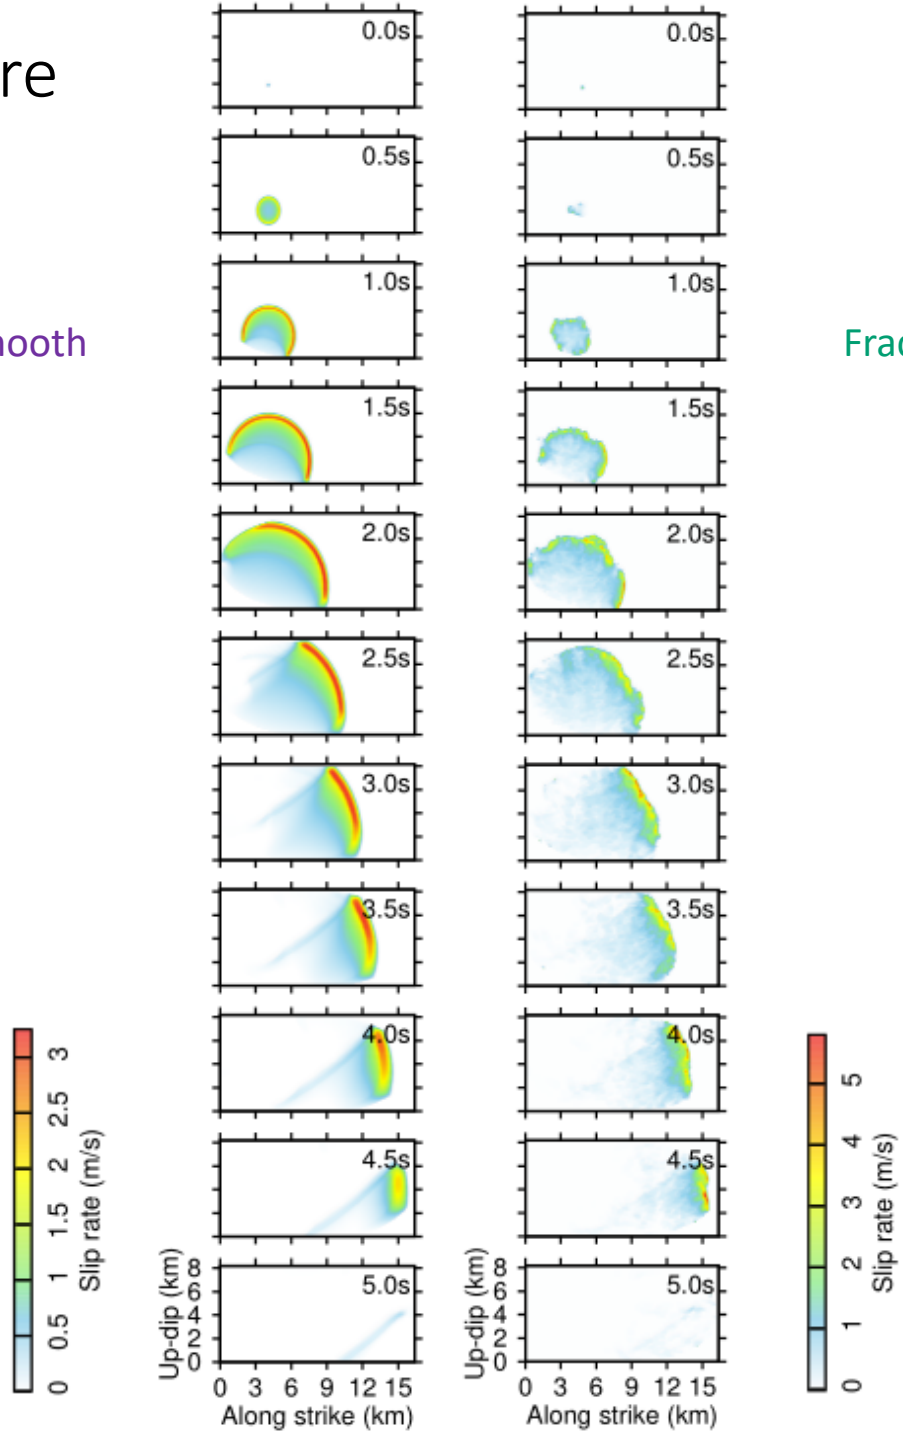 re
0.0s 0.0s
0.5s 0.5s
1.0s 1.0s
nooth Frac
1.5s 1.5s
2.0s 2.0s
2.5s 2.5s
3.0s 3.0s
3.5s 3.5s
4.0s 4.0s
4.5s 4.5s
5.0s 5.0s
0 0.5 1 1.5 2 2.5 3
Slip rate (m/s)
0 1 2 3 4 5
Slip rate (m/s)
Up-dip (km)
8
6
4
2
0
0 3 6 9 12 15
Along strike (km)
Up-dip (km)
8
6
4
2
0
0 3 6 9 12 15
Along strike (km)